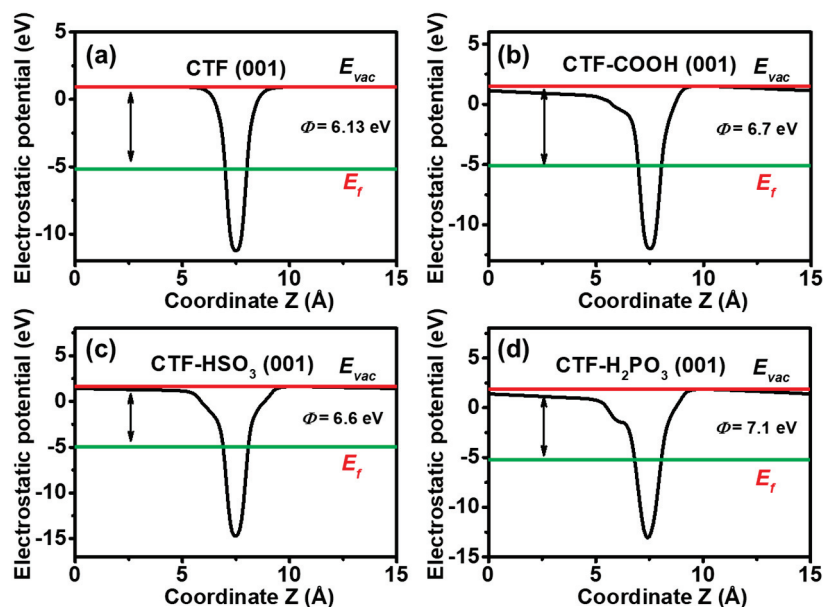 (a)
CTF (001)
E_vac
Φ= 6.13 eV
E_f
Electrostatic potential (eV)
5
0
-5
-10
0
5
10
15
Coordinate Z (Å)
(b)
CTF-COOH (001)
E_vac
Φ= 6.7 eV
E_f
Electrostatic potential (eV)
5
0
-5
-10
0
5
10
15
Coordinate Z (Å)
(c)
CTF-HSO₃ (001)
E_vac
Φ= 6.6 eV
E_f
Electrostatic potential (eV)
5
0
-5
-10
-15
0
5
10
15
Coordinate Z (Å)
(d)
CTF-H₂PO₃ (001)
E_vac
Φ = 7.1 eV
E_f
Electrostatic potential (eV)
5
0
-5
-10
-15
0
5
10
15
Coordinate Z (Å)